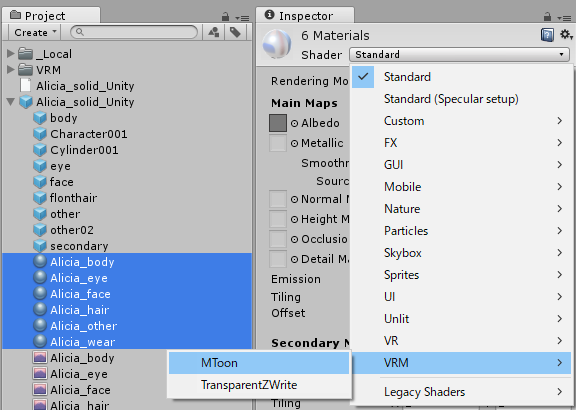 Project
Create
_Local
VRM
Alicia_solid_Unity
Alicia_solid_Unity
body
Character001
Cylinder001
eye
face
flonthair
other
other02
secondary
Alicia_body
Alicia_eye
Alicia_face
Alicia_hair
Alicia_other
Alicia_wear
Alicia_body
Alicia_eye
Alicia_face
Alicia_hair
Inspector
6 Materials
Shader
Standard
Rendering Mo
Main Maps
Albedo
Metallic
Smoothn
Sourc
Normal M
Height M
Occlusio
Detail Ma
Emission
Tiling
Offset
Secondary M
Tiling
Standard
Standard (Specular setup)
Custom
FX
GUI
Mobile
Nature
Particles
Skybox
Sprites
UI
Unlit
VR
VRM
Legacy Shaders
MToon
TransparentZWrite